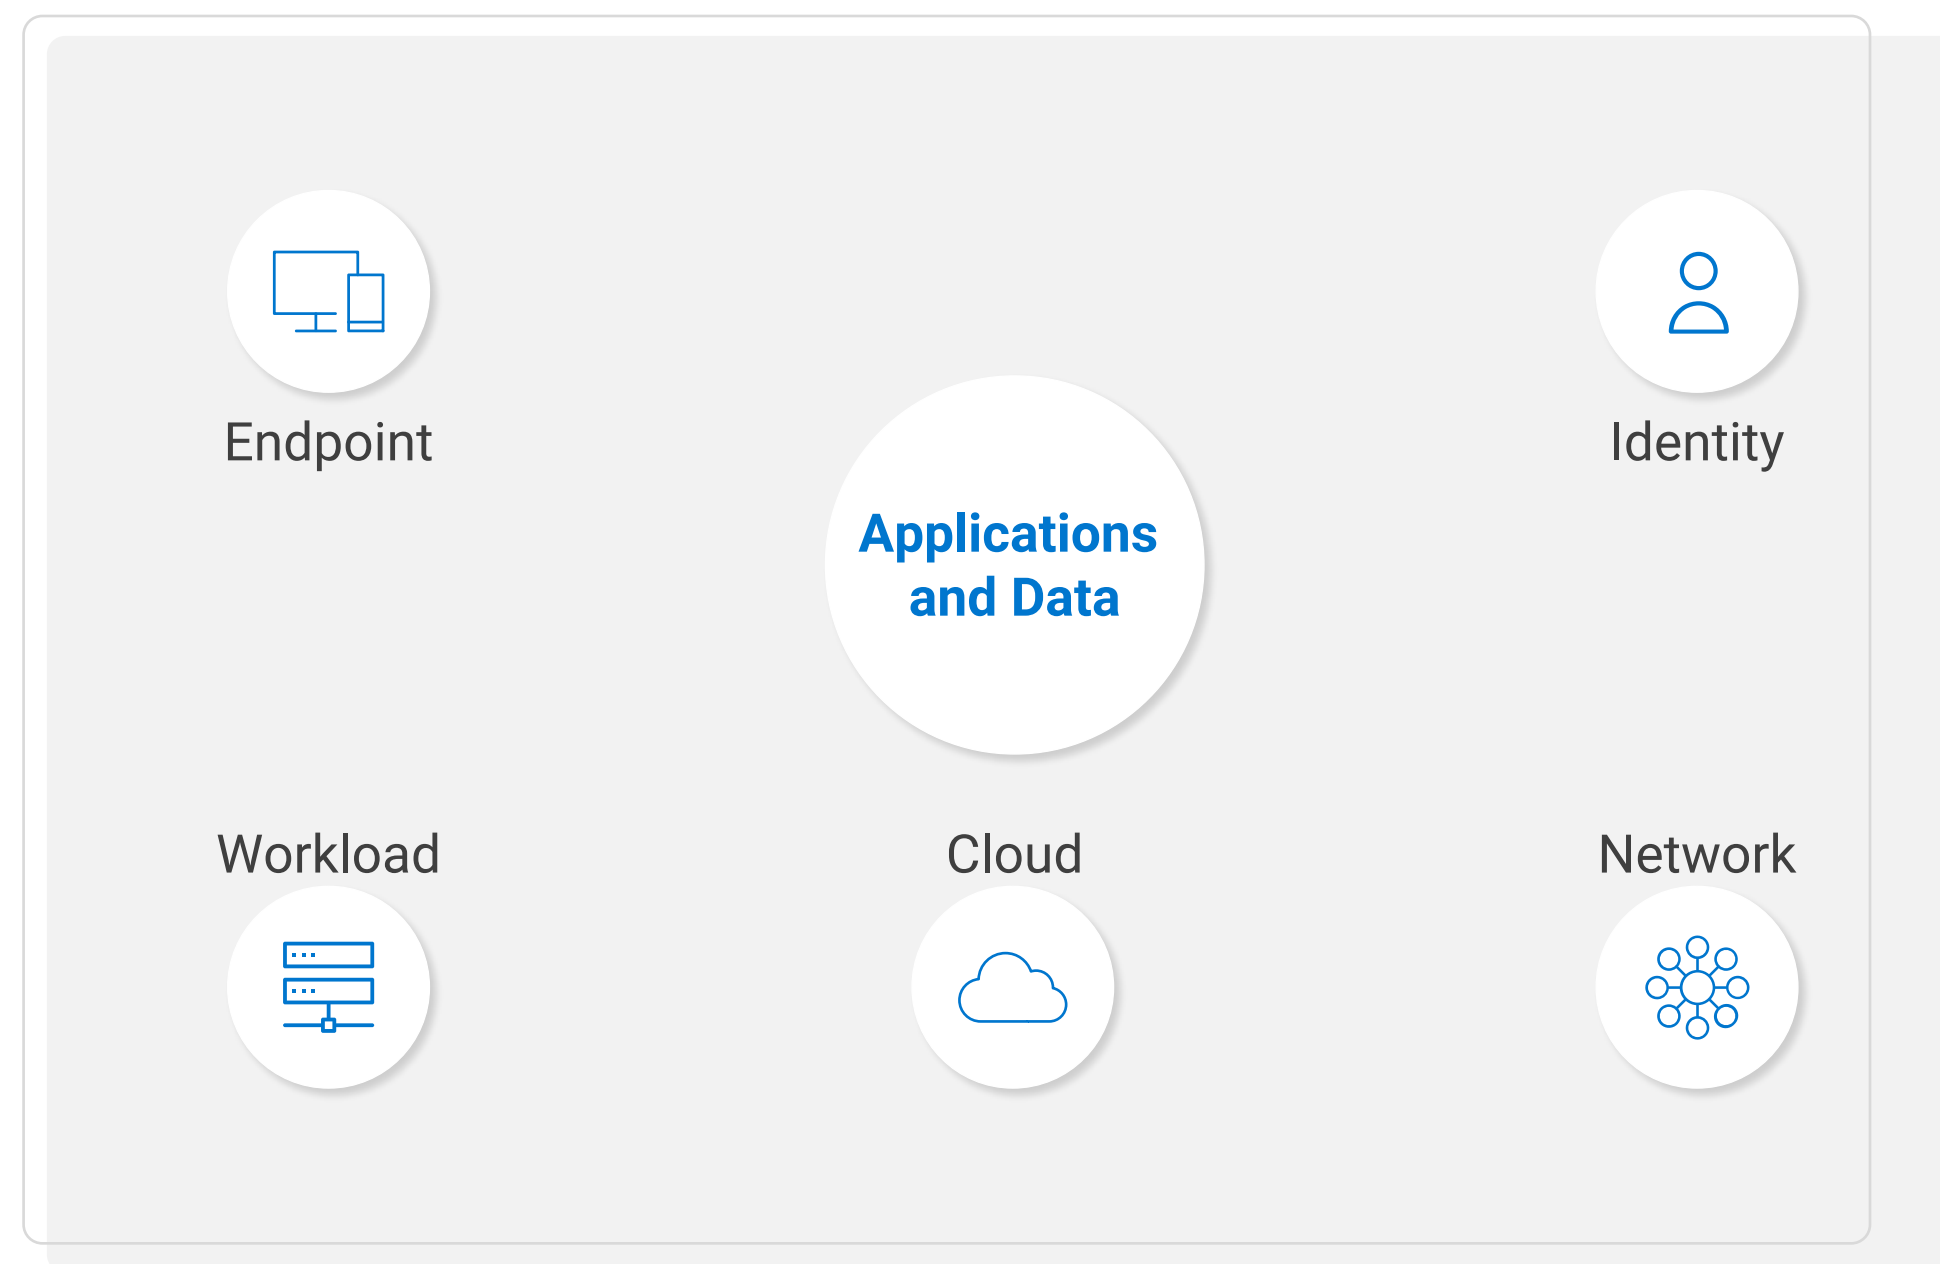 Endpoint
Identity
Applications
and Data
Workload
Cloud
Network